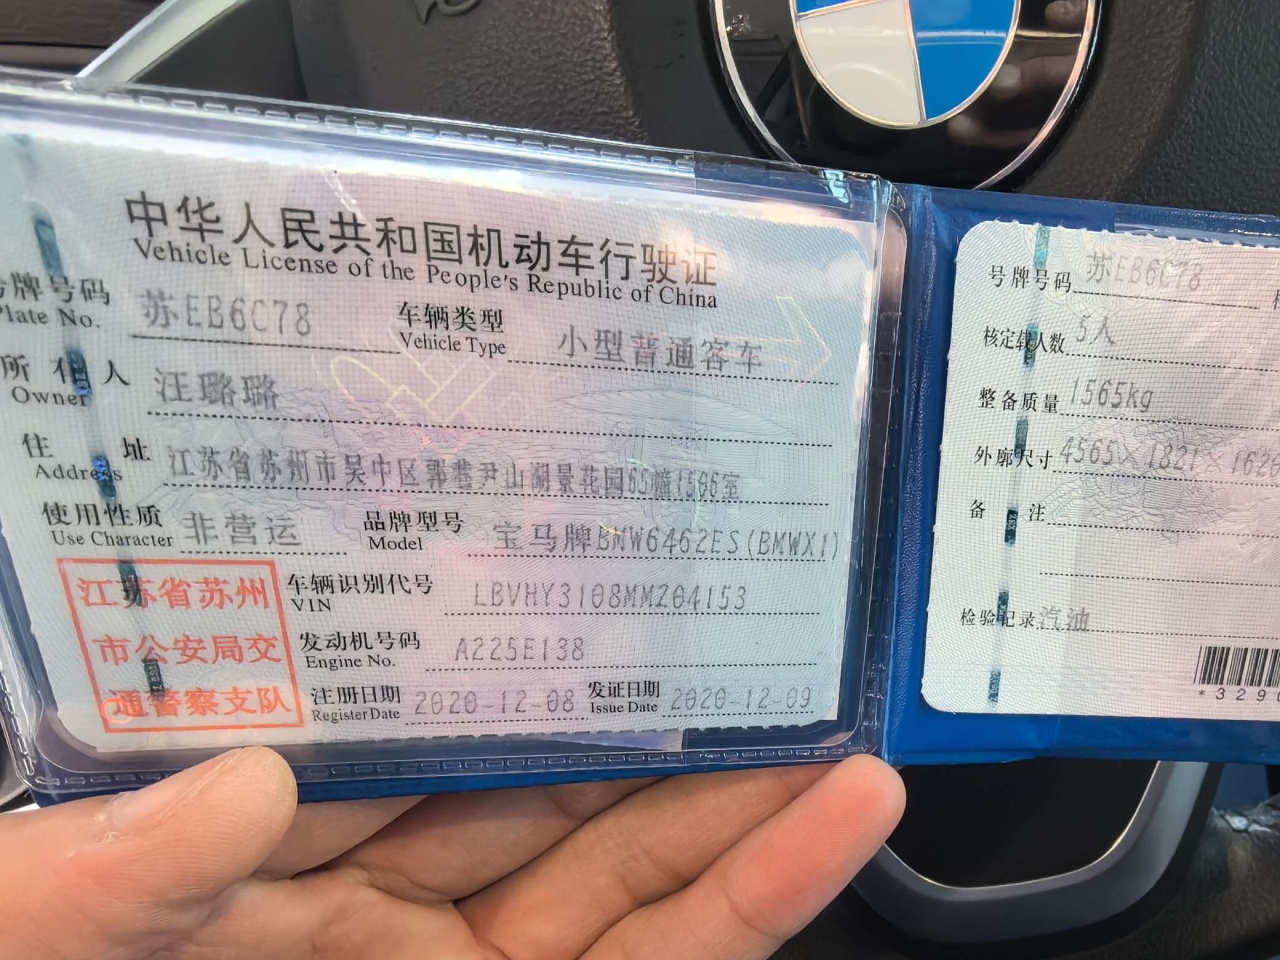 中华人民共和国机动车行驶证
Vehicle License of the People's Republic of China
号牌号码 苏EB6C78 车辆类型 小型普通客车
Plate No. Vehicle Type
所有人 汪璐璐
Owner
住址 江苏省苏州市吴中区郭巷尹山湖景花园65幢1506室
Address
使用性质 非营运 品牌型号 宝马牌BMW6462ES(BMWX1)
Use Character Model
江苏省苏州
市公安局交
通警察支队
车辆识别代号 LBVHY3108MM204153
VIN
发动机号码 A225E138
Engine No.
注册日期 2020-12-08 发证日期 2020-12-09
Register Date Issue Date
号牌号码 苏EB6C78
核定载人数 5人
整备质量 1565kg
外廓尺寸 4565×1821×162
备注
检验记录 汽油
*329